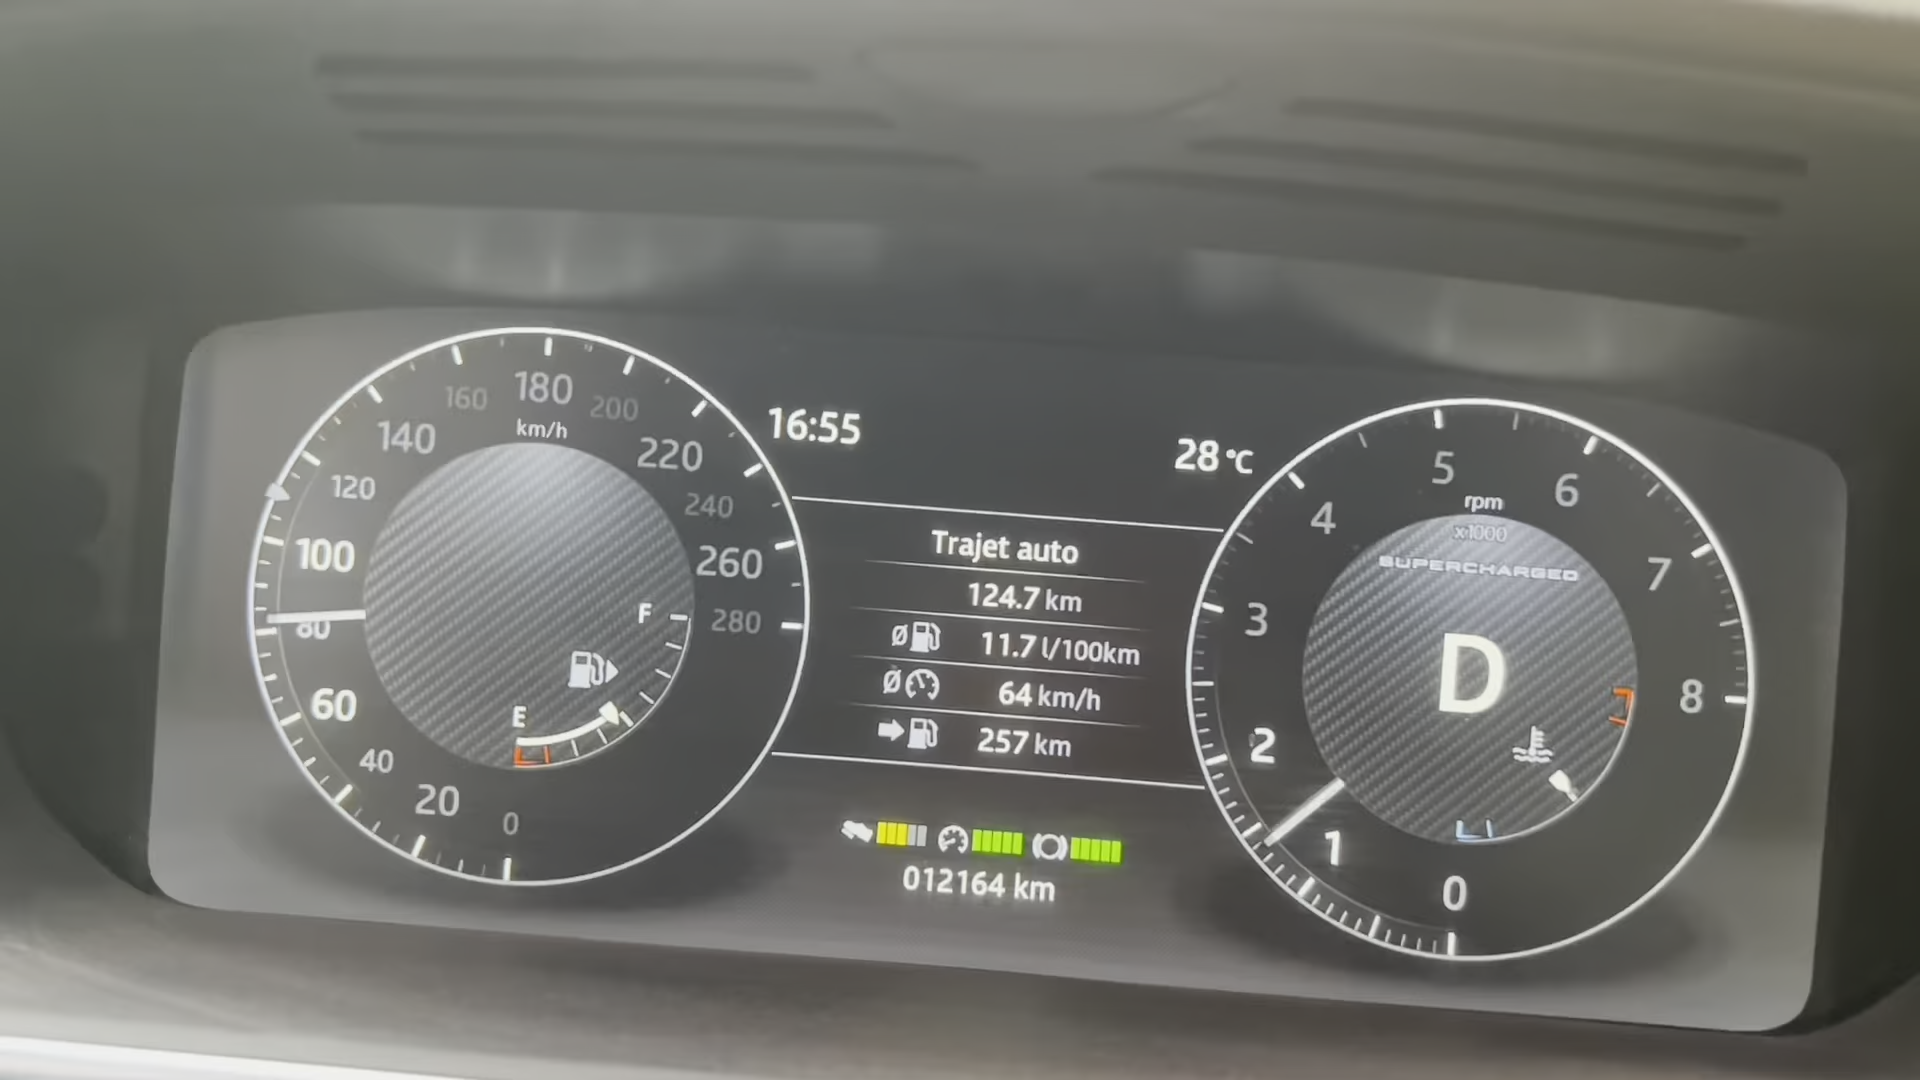 180
160
200
km/h
140
220
120
240
100
260
80
280
60
40
20
0
F
E
16:55
28 °C
Trajet auto
124.7 km
Ø 11.7 l/100km
Ø 64 km/h
257 km
012164 km
5
6
rpm
x1000
4
SUPERCHARGED
7
3
D
8
2
1
0